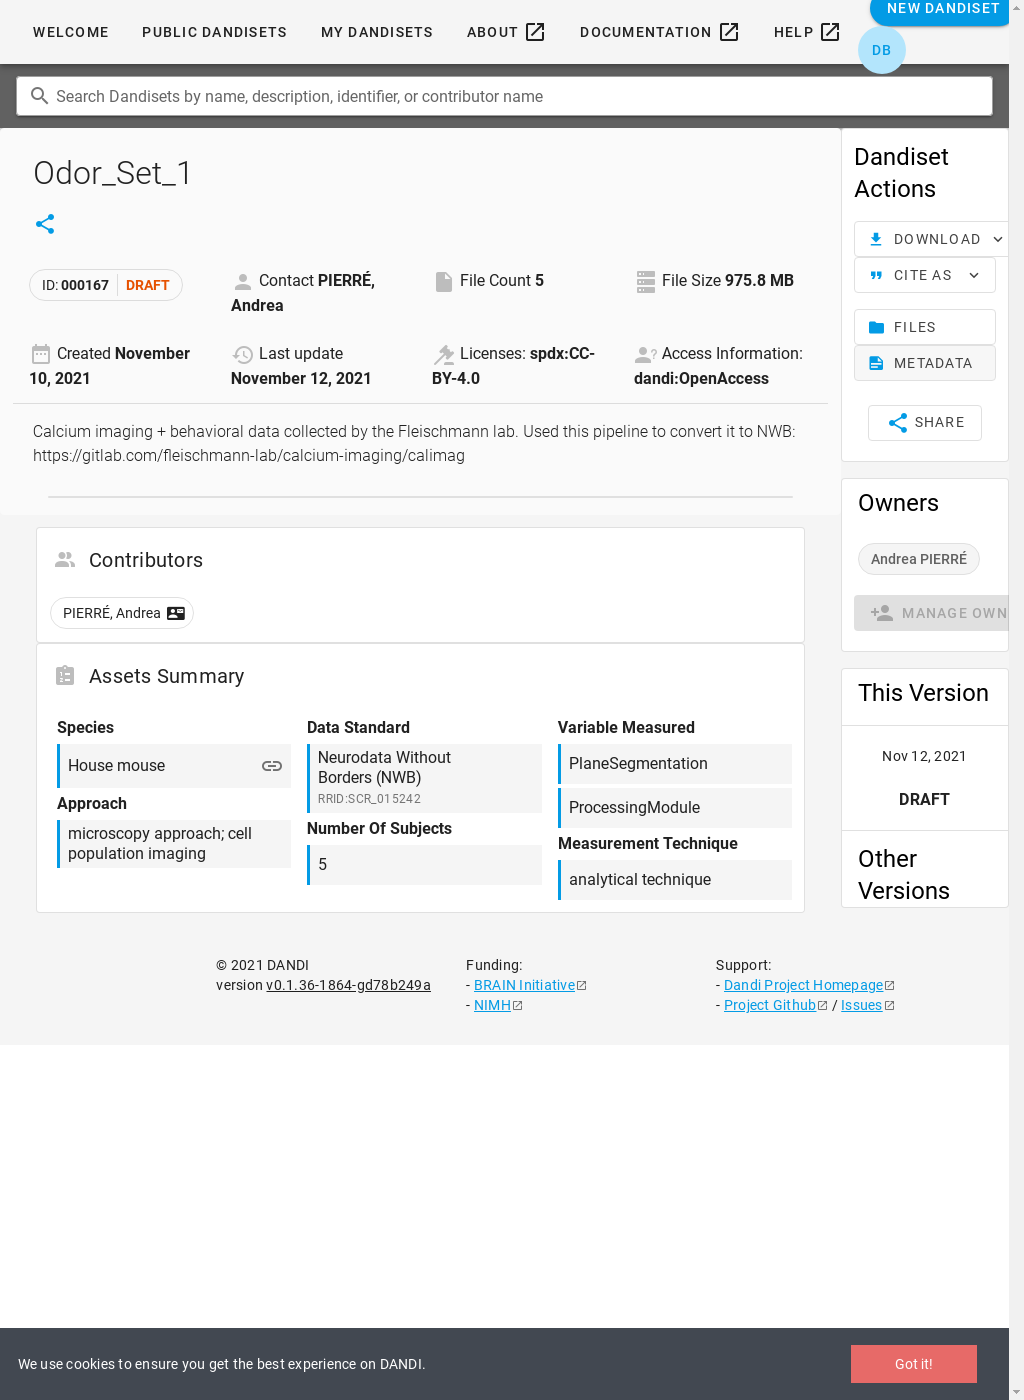 WELCOME PUBLIC DANDISETS MY DANDISETS ABOUT DOCUMENTATION HELP
NEW DANDISET
DB
Search Dandisets by name, description, identifier, or contributor name
Odor_Set_1
ID: 000167 DRAFT
Contact PIERRÉ,
Andrea
File Count 5
File Size 975.8 MB
Created November
10, 2021
Last update
November 12, 2021
Licenses: spdx:CC-
BY-4.0
Access Information:
dandi:OpenAccess
Calcium imaging + behavioral data collected by the Fleischmann lab. Used this pipeline to convert it to NWB:
https://gitlab.com/fleischmann-lab/calcium-imaging/calimag
Contributors
PIERRÉ, Andrea
Assets Summary
Species
House mouse
Approach
microscopy approach; cell
population imaging
Data Standard
Neurodata Without
Borders (NWB)
RRID:SCR_015242
Number Of Subjects
5
Variable Measured
PlaneSegmentation
ProcessingModule
Measurement Technique
analytical technique
Dandiset
Actions
DOWNLOAD
CITE AS
FILES
METADATA
SHARE
Owners
Andrea PIERRÉ
MANAGE OWN
This Version
Nov 12, 2021
DRAFT
Other
Versions
© 2021 DANDI
version v0.1.36-1864-gd78b249a
Funding:
- BRAIN Initiative
- NIMH
Support:
- Dandi Project Homepage
- Project Github / Issues
We use cookies to ensure you get the best experience on DANDI.
Got it!